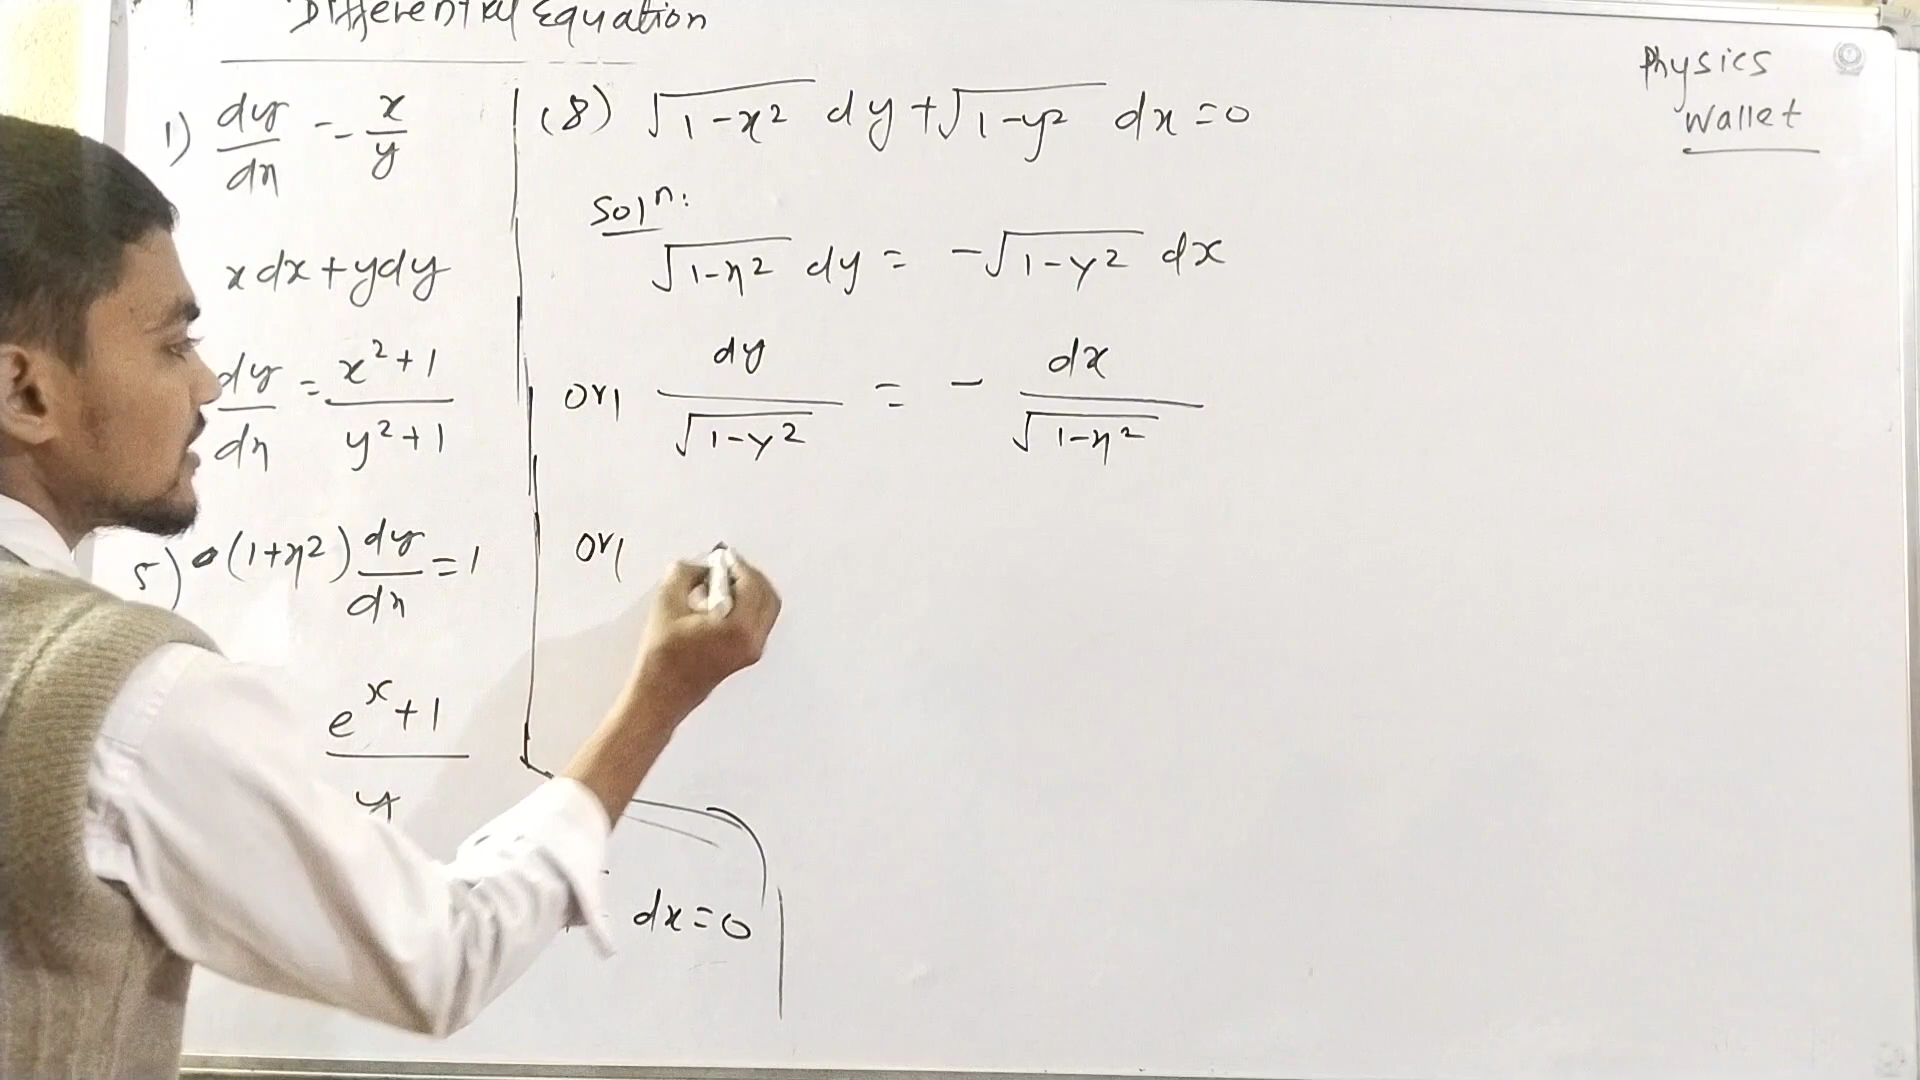 Differential Equation
Physics
Wallet
1) dy/dx = - x/y
xdx + ydy
dy/dx = x²+1 / y²+1
5) (1+x²) dy/dx = 1
e^x+1 / y
dx = 0
(8) √1-x² dy + √1-y² dx = 0
Solⁿ:
√1-x² dy = -√1-y² dx
or, dy/√1-y² = - dx/√1-x²
or,